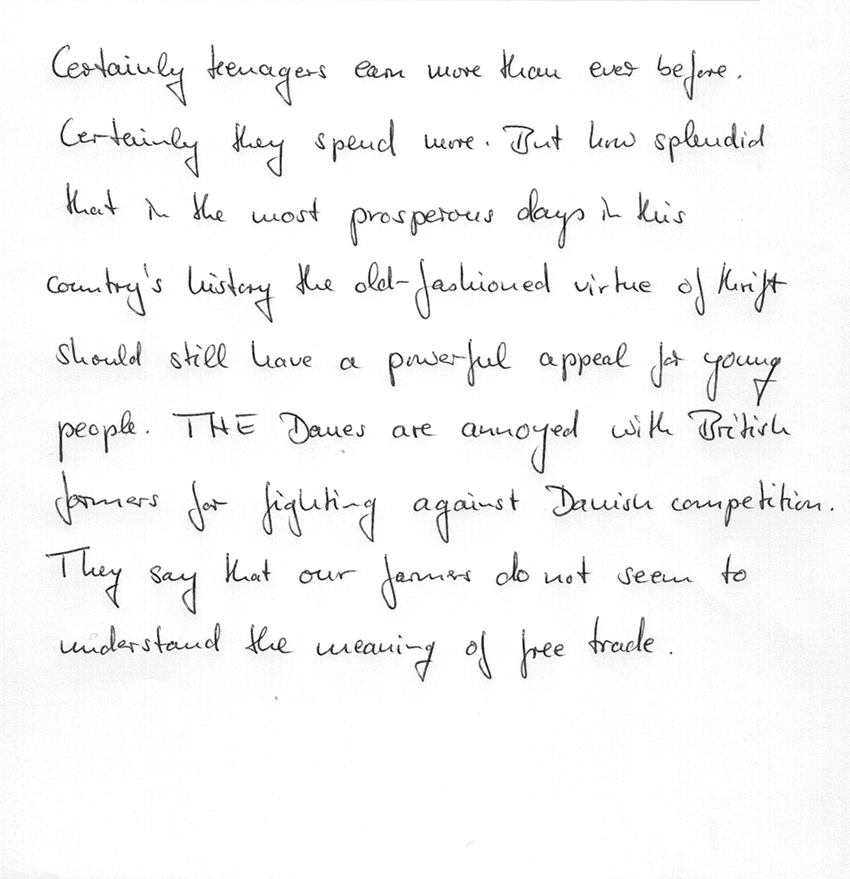 Certainly teenagers earn more than ever before.
Certainly they spend more. But how splendid
that in the most prosperous days in this
country's history the old-fashioned virtue of thrift
should still have a powerful appeal for young
people. THE Danes are annoyed with British
farmers for fighting against Danish competition.
They say that our farmers do not seem to
understand the meaning of free trade.